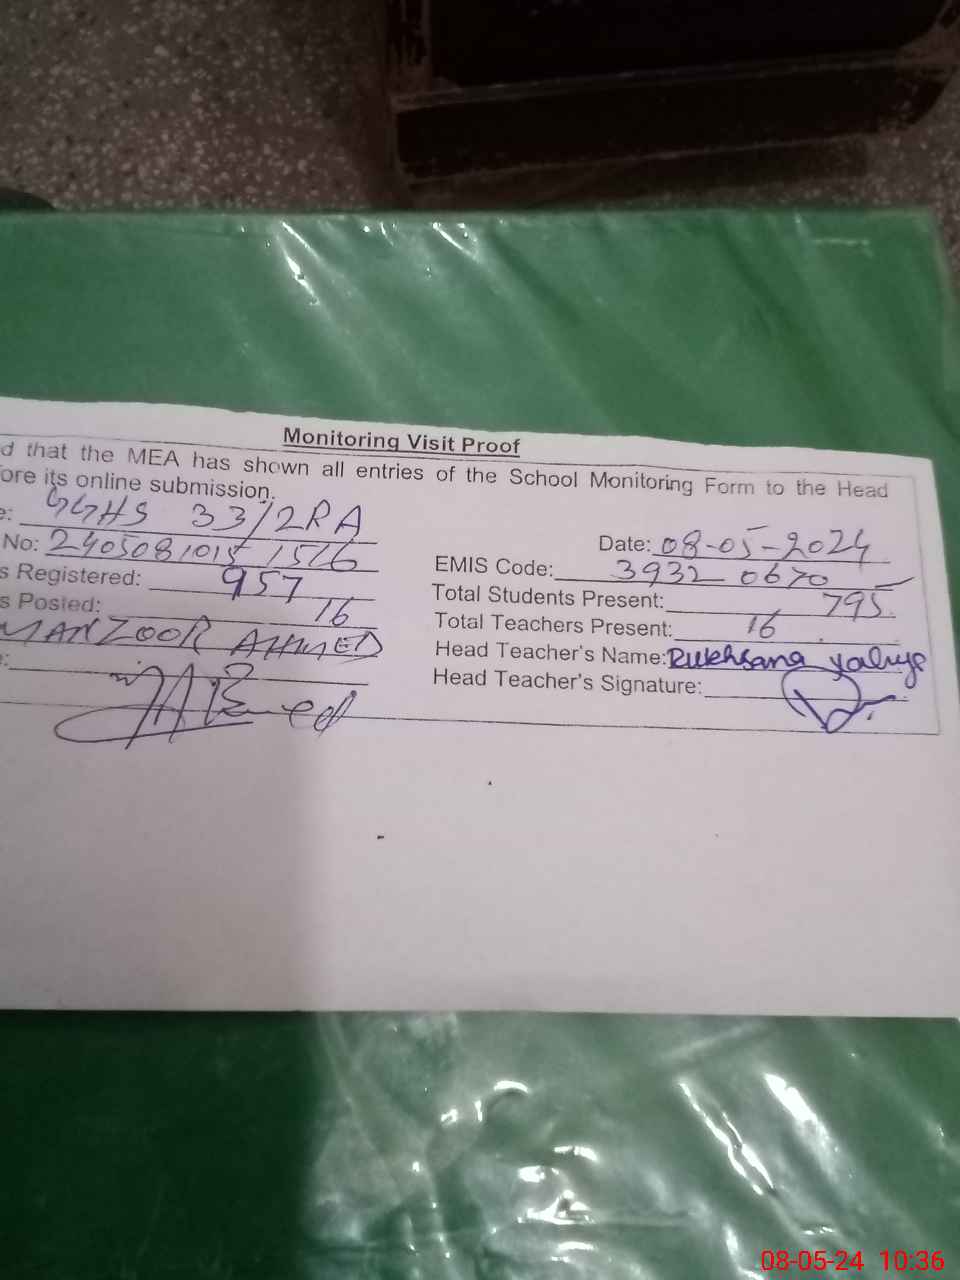 Monitoring Visit Proof
d that the MEA has shown all entries of the School Monitoring Form to the Head
ore its online submission.
e: GGHS 33/2RA
Date: 08-05-2024
No: 2405081015 1516
EMIS Code: 3932 0670
s Registered: 957
Total Students Present: 795
s Posted: 16
Total Teachers Present: 16
MANZOOR AHMED
Head Teacher's Name: Rukhsana
e:
Head Teacher's Signature:
08-05-24 10:36